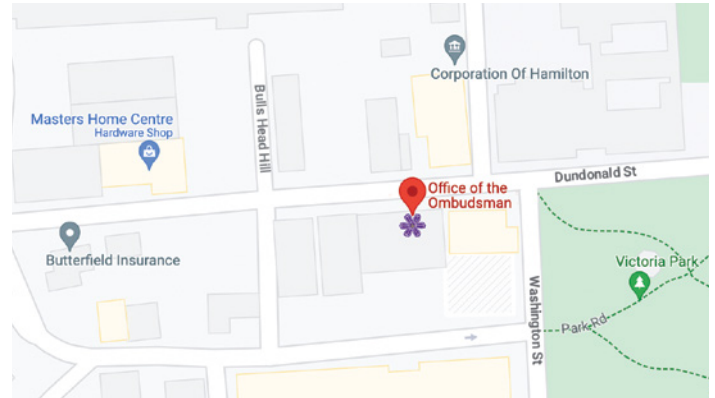 Corporation Of Hamilton
Bulls Head Hill
Masters Home Centre
Hardware Shop
Dundonald St
Office of the
Ombudsman
Butterfield Insurance
Victoria Park
Washington St
Park Rd